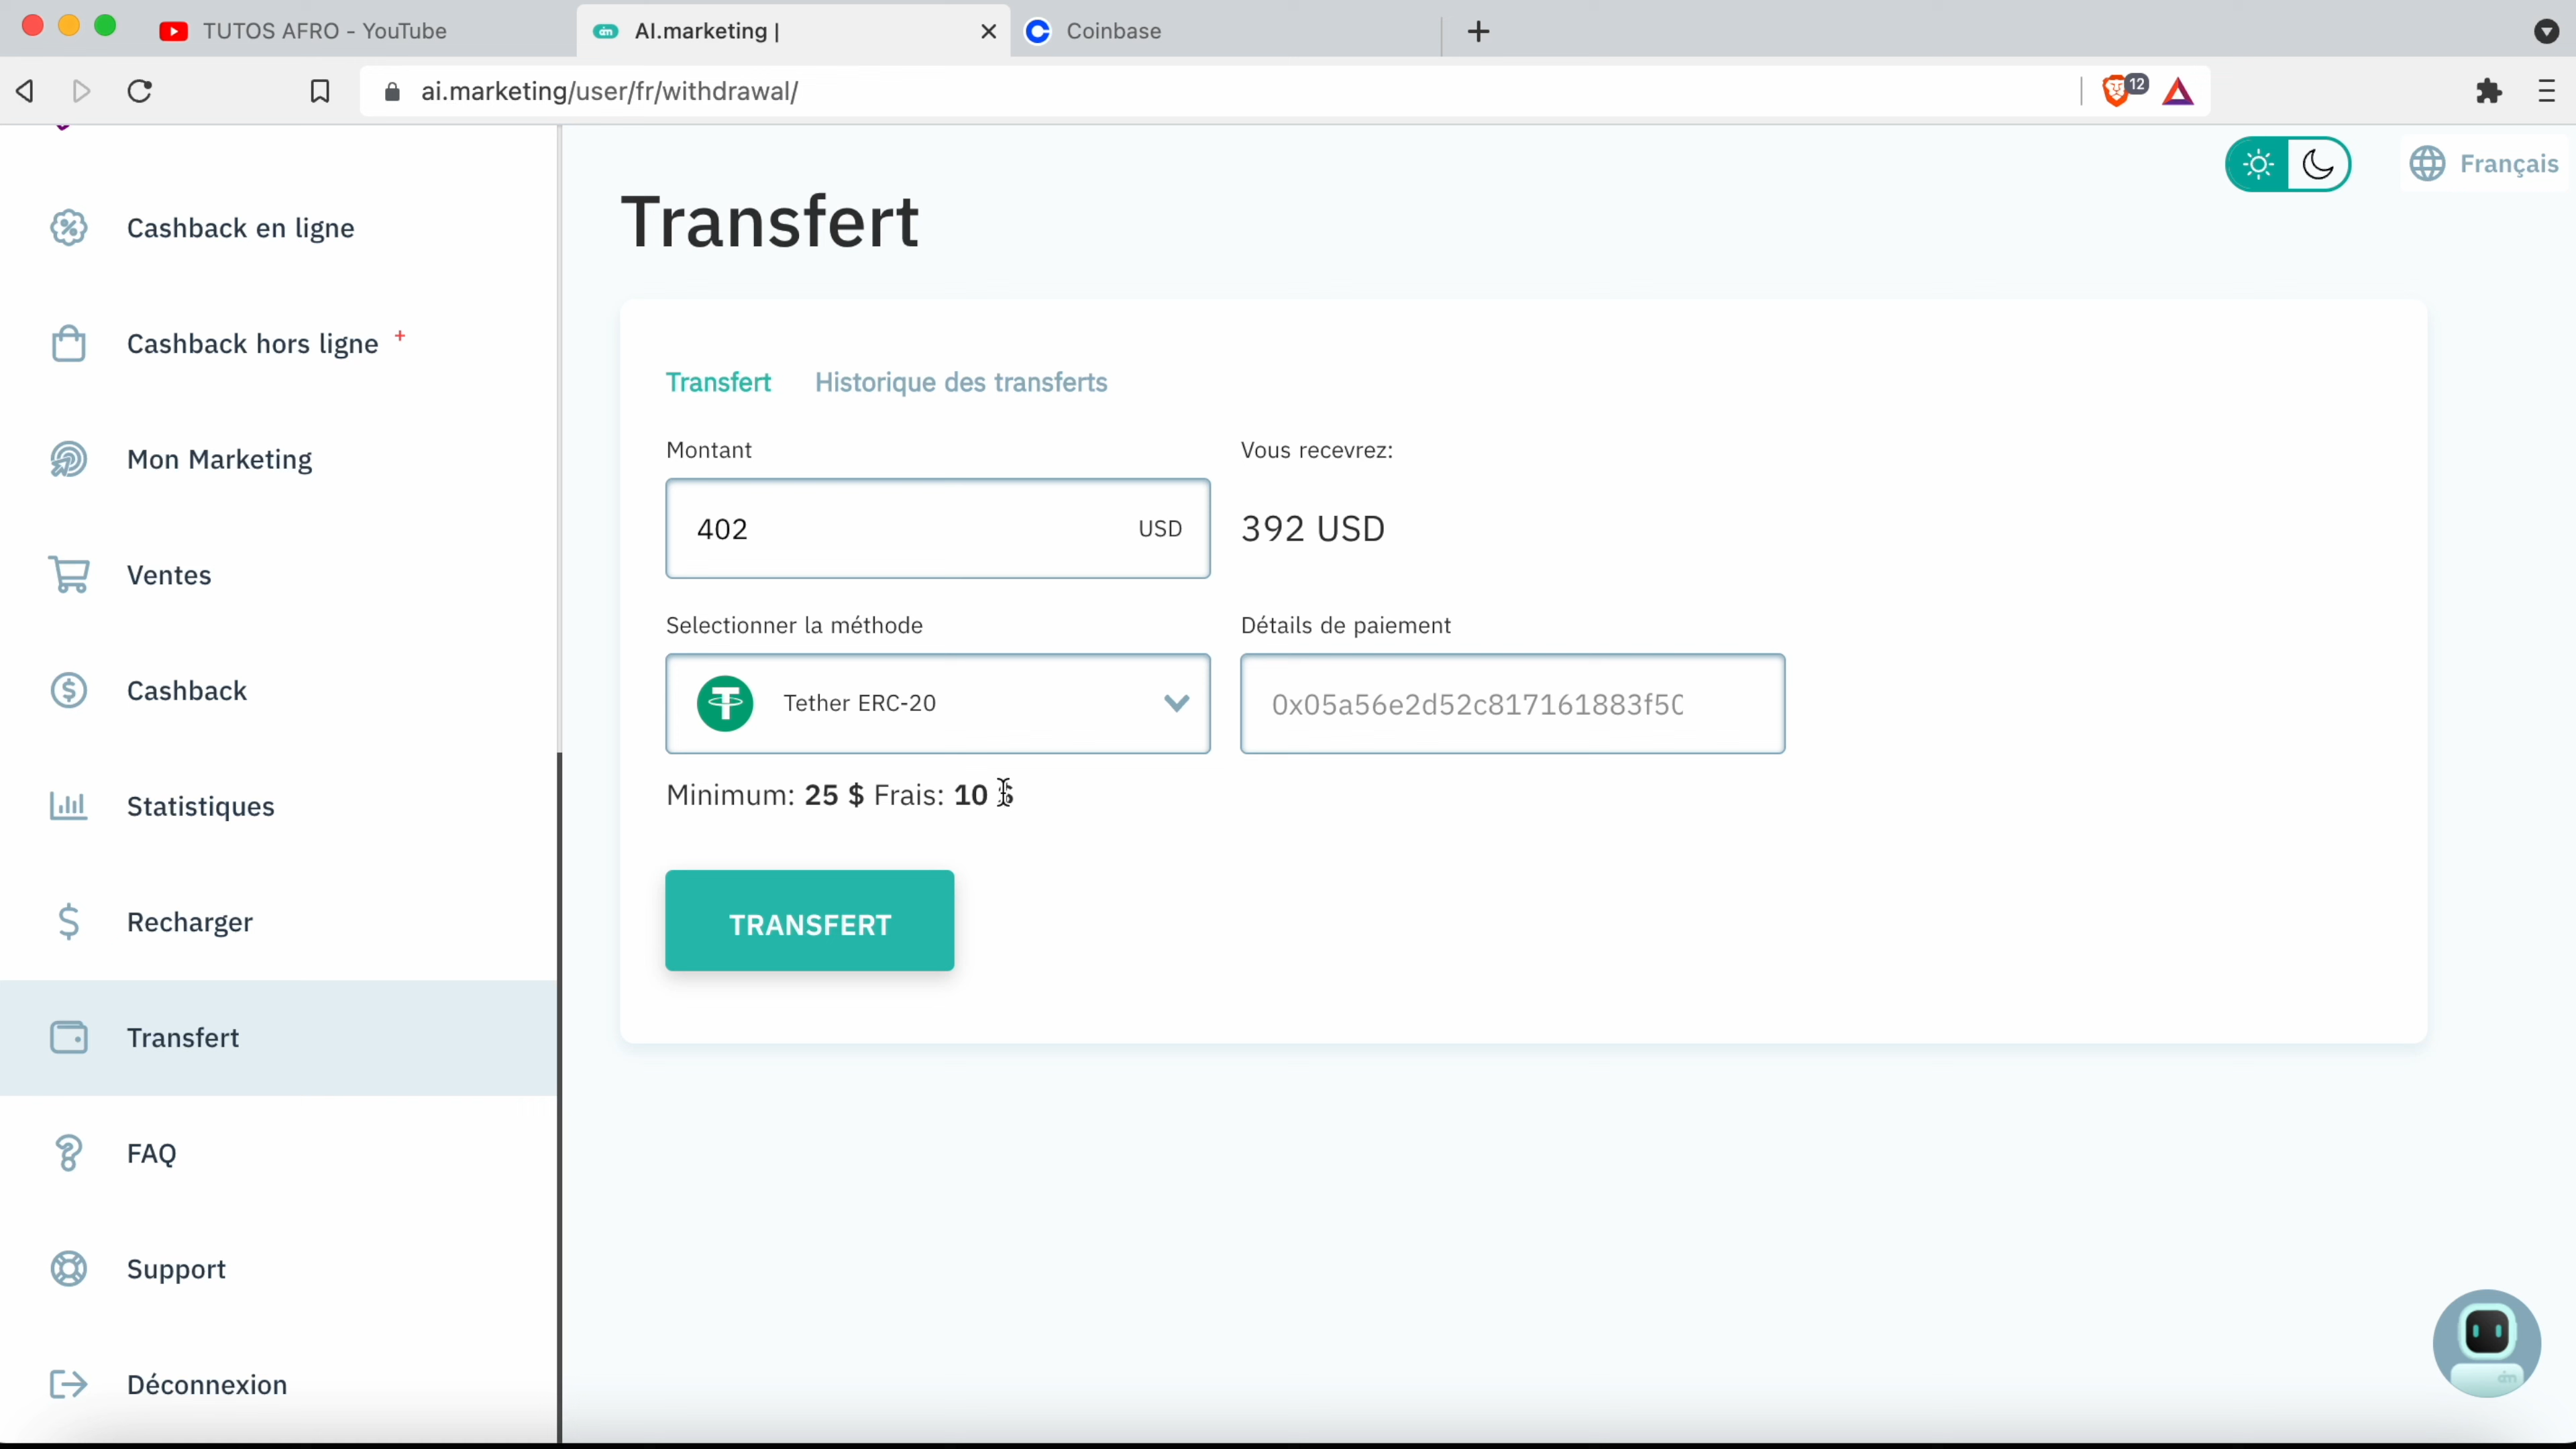 TUTOS AFRO - YouTube
AI.marketing |
Coinbase
ai.marketing/user/fr/withdrawal/
12
Français
Cashback en ligne
Cashback hors ligne +
Mon Marketing
Ventes
Cashback
Statistiques
Recharger
Transfert
FAQ
Support
Déconnexion
Transfert
Transfert Historique des transferts
Montant
402 USD
Vous recevrez:
392 USD
Selectionner la méthode
Tether ERC-20
Détails de paiement
0x05a56e2d52c817161883f50
Minimum: 25 $ Frais: 10 $
TRANSFERT